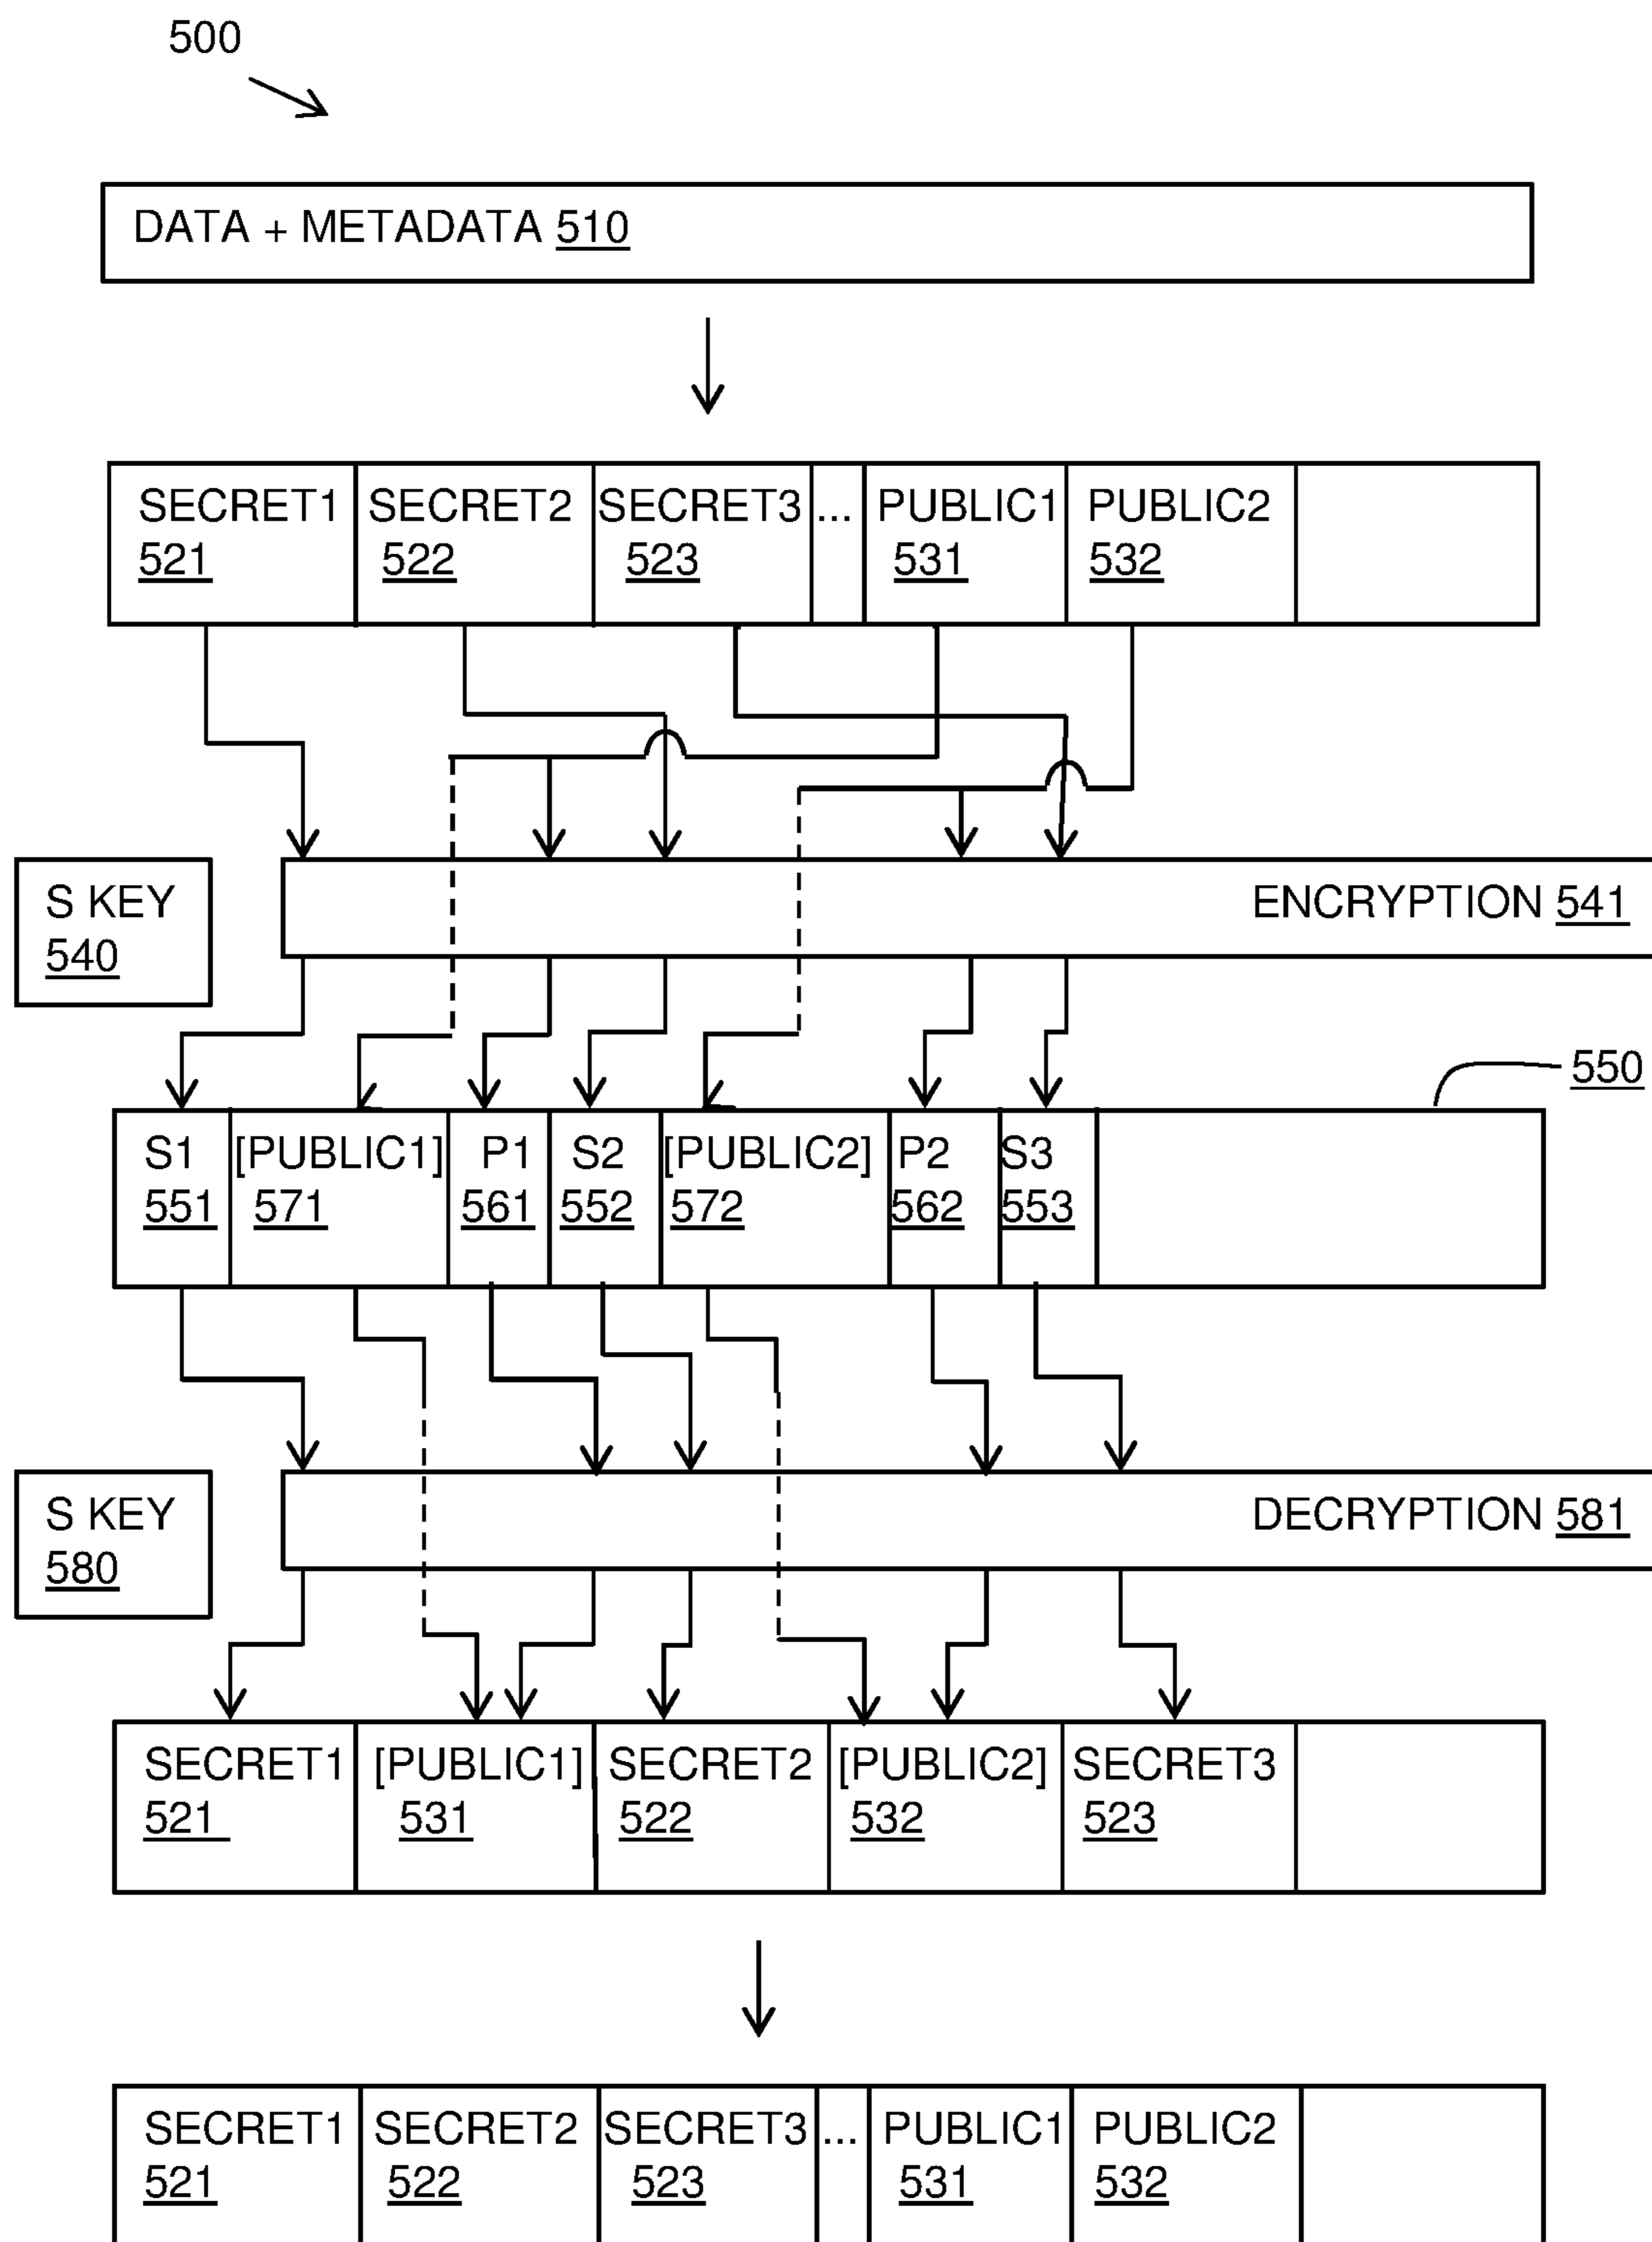 500
DATA + METADATA 510
SECRET1 SECRET2 SECRET3 ... PUBLIC1 PUBLIC2
521 522 523 531 532
S KEY
540
ENCRYPTION 541
550
S1 [PUBLIC1] P1 S2 [PUBLIC2] P2 S3
551 571 561 552 572 562 553
S KEY
580
DECRYPTION 581
SECRET1 [PUBLIC1] SECRET2 [PUBLIC2] SECRET3
521 531 522 532 523
SECRET1 SECRET2 SECRET3 ... PUBLIC1 PUBLIC2
521 522 523 531 532